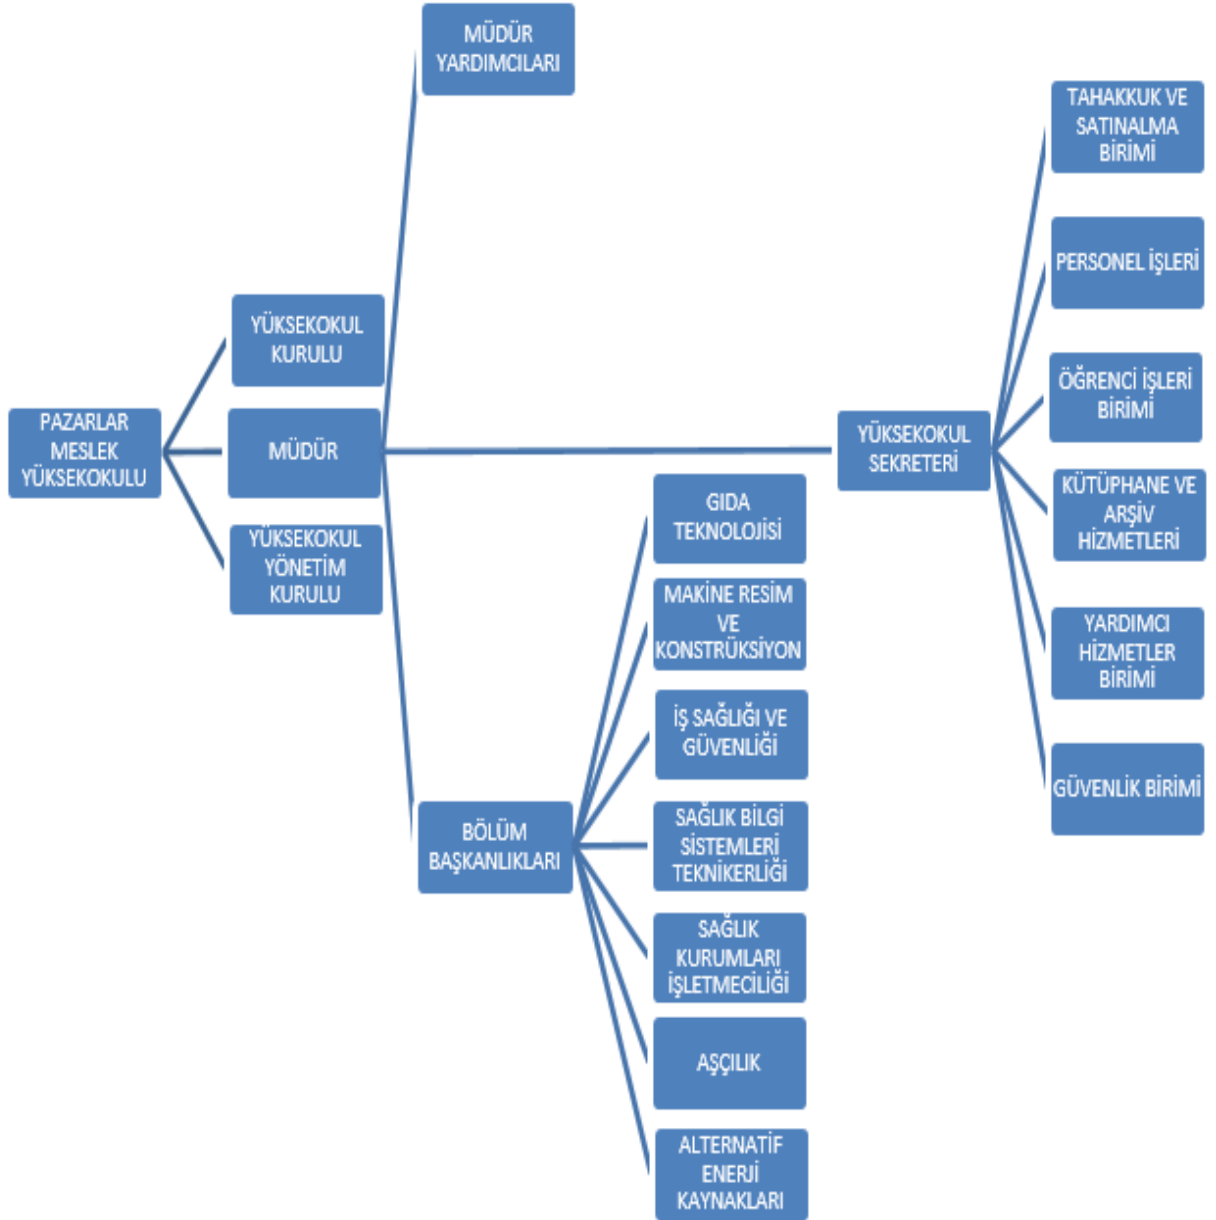 MÜDÜR
YARDIMCILARI
TAHAKKUK VE
SATINALMA
BİRİMİ
PERSONEL İŞLERİ
YÜKSEKOKUL
KURULU
ÖĞRENCİ İŞLERİ
BİRİMİ
PAZARLAR
MESLEK
YÜKSEKOKULU
MÜDÜR
YÜKSEKOKUL
SEKRETERİ
YÜKSEKOKUL
YÖNETİM
KURULU
GIDA
TEKNOLOJİSİ
KÜTÜPHANE VE
ARŞİV
HİZMETLERİ
MAKİNE RESİM
VE
KONSTRÜKSİYON
YARDIMCI
HİZMETLER
BİRİMİ
İŞ SAĞLIĞI VE
GÜVENLİĞİ
GÜVENLİK BİRİMİ
BÖLÜM
BAŞKANLIKLARI
SAĞLIK BİLGİ
SİSTEMLERİ
TEKNİKERLİĞİ
SAĞLIK
KURUMLARI
İŞLETMECİLİĞİ
AŞÇILIK
ALTERNATİF
ENERJİ
KAYNAKLARI